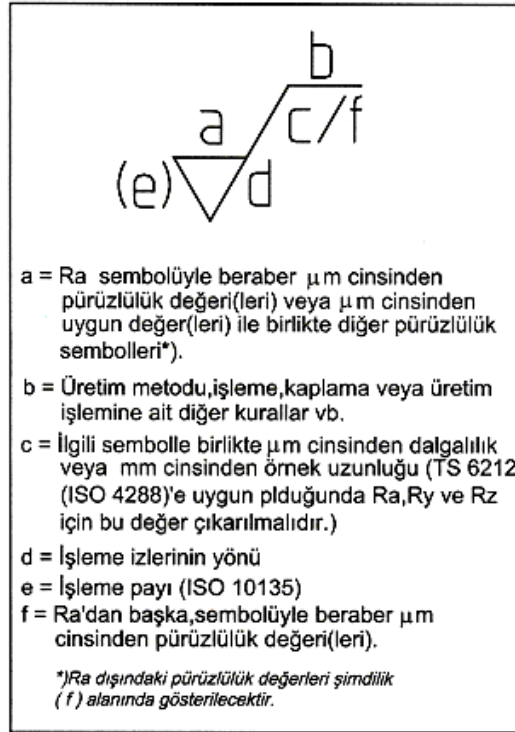 b
a
c/f
(e)
d
a = Ra sembolüyle beraber µm cinsinden
pürüzlülük değeri(leri) veya µm cinsinden
uygun değer(leri) ile birlikte diğer pürüzlülük
sembolleri*).
b = Üretim metodu,işleme,kaplama veya üretim
işlemine ait diğer kurallar vb.
c = İlgili sembolle birlikte µm cinsinden dalgalılık
veya mm cinsinden örnek uzunluğu (TS 6212
(ISO 4288)'e uygun plduğunda Ra,Ry ve Rz
için bu değer çıkarılmalıdır.)
d = İşleme izlerinin yönü
e = İşleme payı (ISO 10135)
f = Ra'dan başka,sembolüyle beraber µm
cinsinden pürüzlülük değeri(leri).
*)Ra dışındaki pürüzlülük değerleri şimdilik
( f ) alanında gösterilecektir.